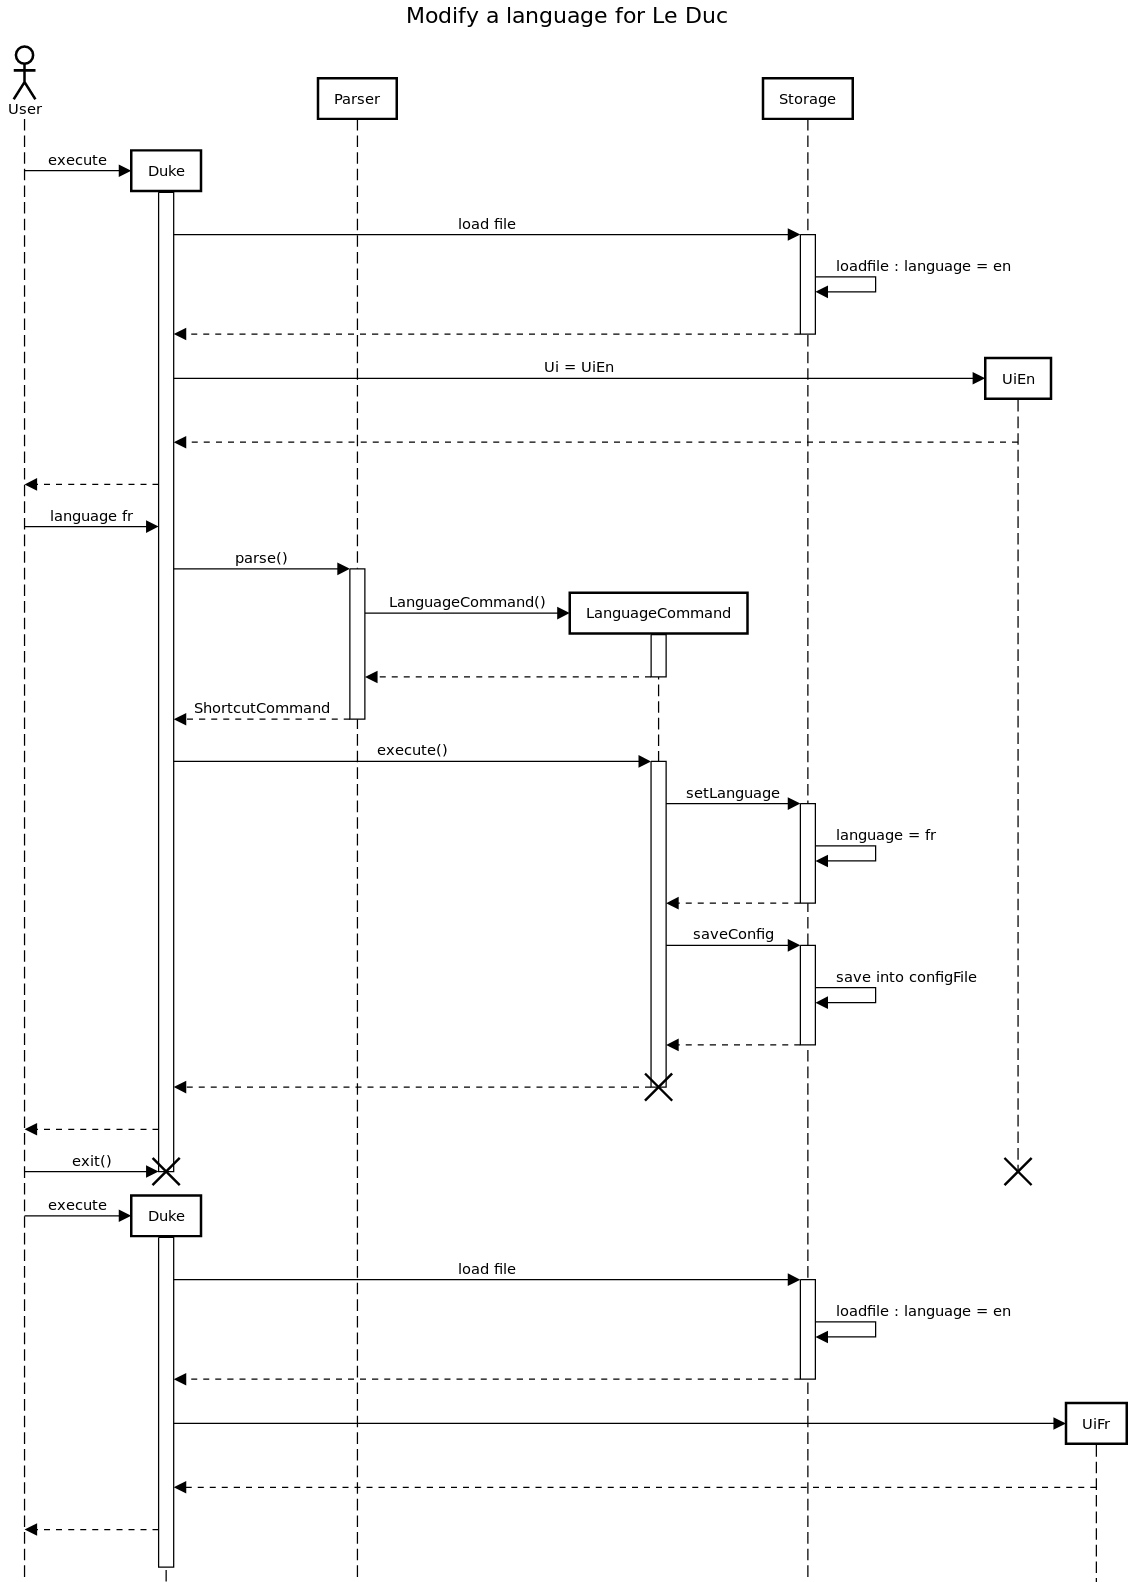 Modify a language for Le Duc
User
Parser
Storage
execute
Duke
load file
loadfile : language = en
Ui = UiEn
UiEn
language fr
parse()
LanguageCommand()
LanguageCommand
ShortcutCommand
execute()
setLanguage
language = fr
saveConfig
save into configFile
exit()
execute
Duke
load file
loadfile : language = en
UiFr